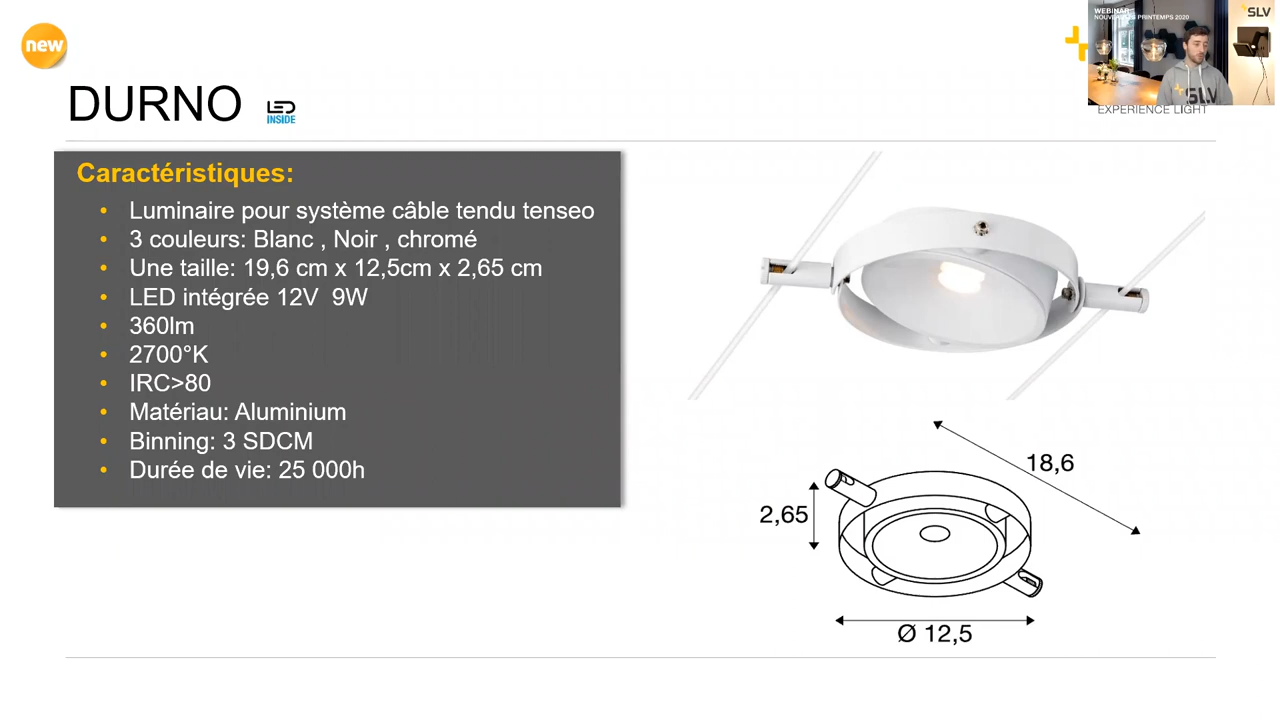 new
WEBINAR
PRINTEMPS 2020
SLV
SLV
EXPERIENCE LIGHT
DURNO
LED
INSIDE
Caractéristiques:
• Luminaire pour système câble tendu tenseo
• 3 couleurs: Blanc , Noir , chromé
• Une taille: 19,6 cm x 12,5cm x 2,65 cm
• LED intégrée 12V 9W
• 360lm
• 2700°K
• IRC>80
• Matériau: Aluminium
• Binning: 3 SDCM
• Durée de vie: 25 000h
18,6
2,65
Ø 12,5